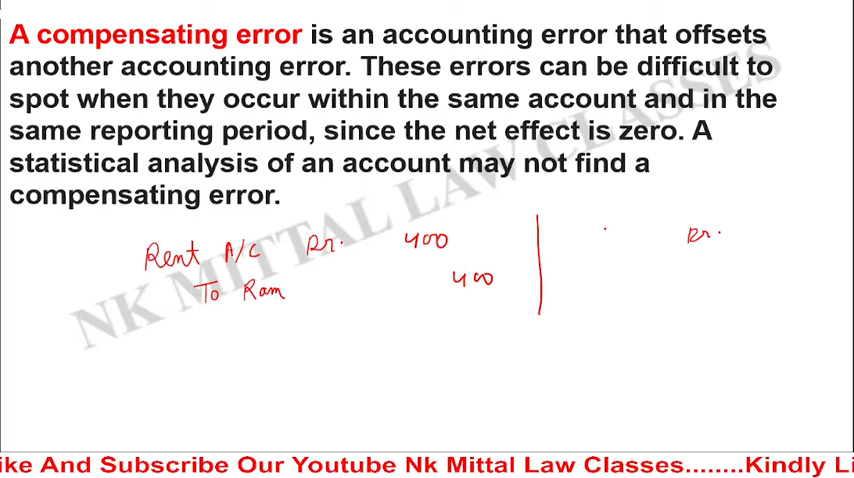 A compensating error is an accounting error that offsets
another accounting error. These errors can be difficult to
spot when they occur within the same account and in the
same reporting period, since the net effect is zero. A
statistical analysis of an account may not find a
compensating error.
Rent A/C Dr. 400
To Ram 400
Dr.
NK MITTAL LAW CLASSES
ike And Subscribe Our Youtube Nk Mittal Law Classes........Kindly Li